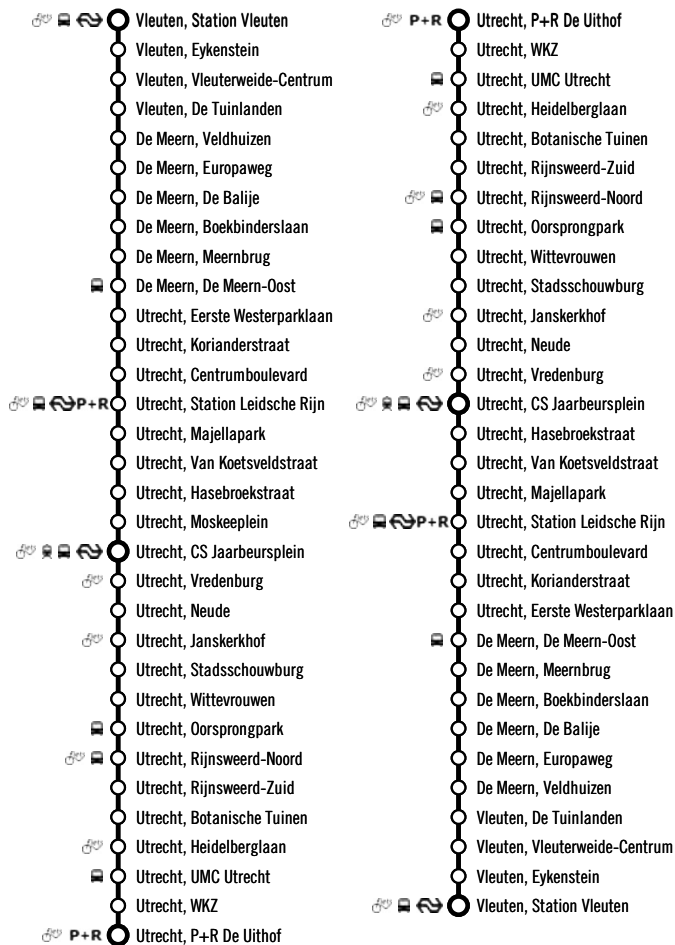 Vleuten, Station Vleuten
Vleuten, Eykenstein
Vleuten, Vleuterweide-Centrum
Vleuten, De Tuinlanden
De Meern, Veldhuizen
De Meern, Europaweg
De Meern, De Balije
De Meern, Boekbinderslaan
De Meern, Meernbrug
De Meern, De Meern-Oost
Utrecht, Eerste Westerparklaan
Utrecht, Korianderstraat
Utrecht, Centrumboulevard
P+R Utrecht, Station Leidsche Rijn
Utrecht, Majellapark
Utrecht, Van Koetsveldstraat
Utrecht, Hasebroekstraat
Utrecht, Moskeeplein
Utrecht, CS Jaarbeursplein
Utrecht, Vredenburg
Utrecht, Neude
Utrecht, Janskerkhof
Utrecht, Stadsschouwburg
Utrecht, Wittevrouwen
Utrecht, Oorsprongpark
Utrecht, Rijnsweerd-Noord
Utrecht, Rijnsweerd-Zuid
Utrecht, Botanische Tuinen
Utrecht, Heidelberglaan
Utrecht, UMC Utrecht
Utrecht, WKZ
P+R Utrecht, P+R De Uithof
P+R Utrecht, P+R De Uithof
Utrecht, WKZ
Utrecht, UMC Utrecht
Utrecht, Heidelberglaan
Utrecht, Botanische Tuinen
Utrecht, Rijnsweerd-Zuid
Utrecht, Rijnsweerd-Noord
Utrecht, Oorsprongpark
Utrecht, Wittevrouwen
Utrecht, Stadsschouwburg
Utrecht, Janskerkhof
Utrecht, Neude
Utrecht, Vredenburg
Utrecht, CS Jaarbeursplein
Utrecht, Hasebroekstraat
Utrecht, Van Koetsveldstraat
Utrecht, Majellapark
P+R Utrecht, Station Leidsche Rijn
Utrecht, Centrumboulevard
Utrecht, Korianderstraat
Utrecht, Eerste Westerparklaan
De Meern, De Meern-Oost
De Meern, Meernbrug
De Meern, Boekbinderslaan
De Meern, De Balije
De Meern, Europaweg
De Meern, Veldhuizen
Vleuten, De Tuinlanden
Vleuten, Vleuterweide-Centrum
Vleuten, Eykenstein
Vleuten, Station Vleuten